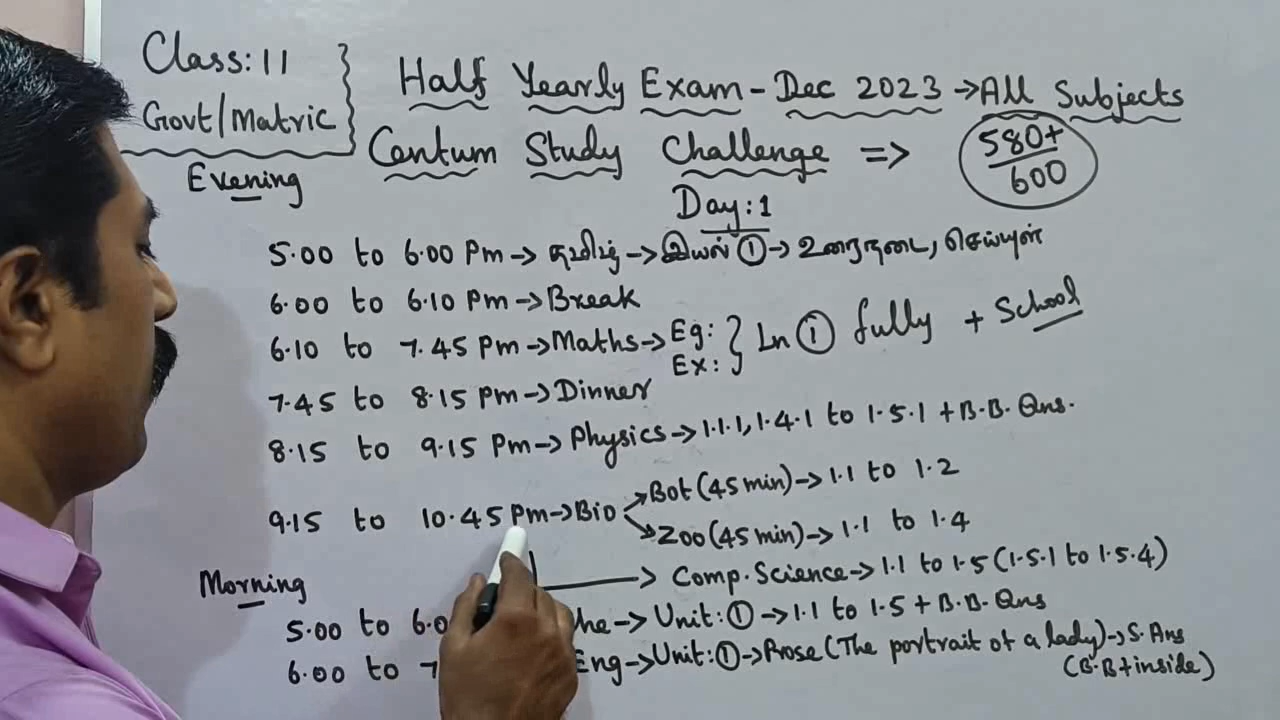 Class: 11
Govt/Matric
Half Yearly Exam - Dec 2023 → All Subjects
Centum Study Challenge => 580+/600
Evening
Day: 1
5.00 to 6.00 Pm → தமிழ் → இயல் ① → உரைநடை, செய்யுள்
6.00 to 6.10 Pm → Break
6.10 to 7.45 Pm → Maths → Eg: Ex: } Ln ① fully + School
7.45 to 8.15 Pm → Dinner
8.15 to 9.15 Pm → Physics → 1.1.1, 1.4.1 to 1.5.1 + B.B. Qns.
9.15 to 10.45 Pm → Bio
Bot (45 min) → 1.1 to 1.2
Zoo (45 min) → 1.1 to 1.4
→ Comp. Science → 1.1 to 1.5 (1.5.1 to 1.5.4)
Morning
5.00 to 6.0 he → Unit: ① → 1.1 to 1.5 + B.B. Qns
6.00 to 7 Eng → Unit: ① → Prose (The portrait of a lady) → S. Ans
(B.B + inside)